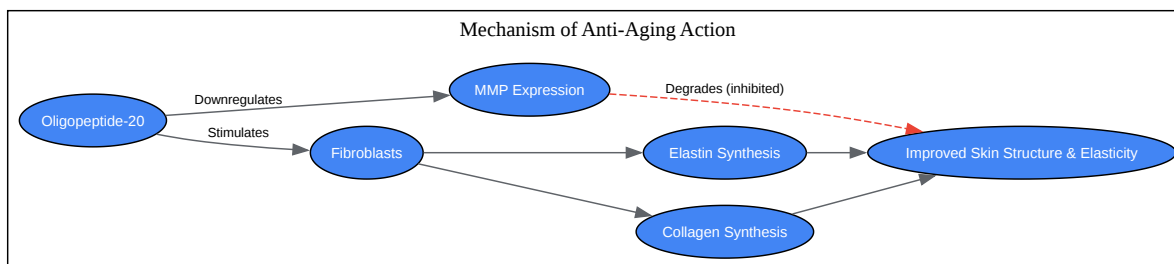 Mechanism of Anti-Aging Action
Oligopeptide-20
Downregulates
Stimulates
MMP Expression
Degrades (inhibited)
Fibroblasts
Elastin Synthesis
Improved Skin Structure & Elasticity
Collagen Synthesis